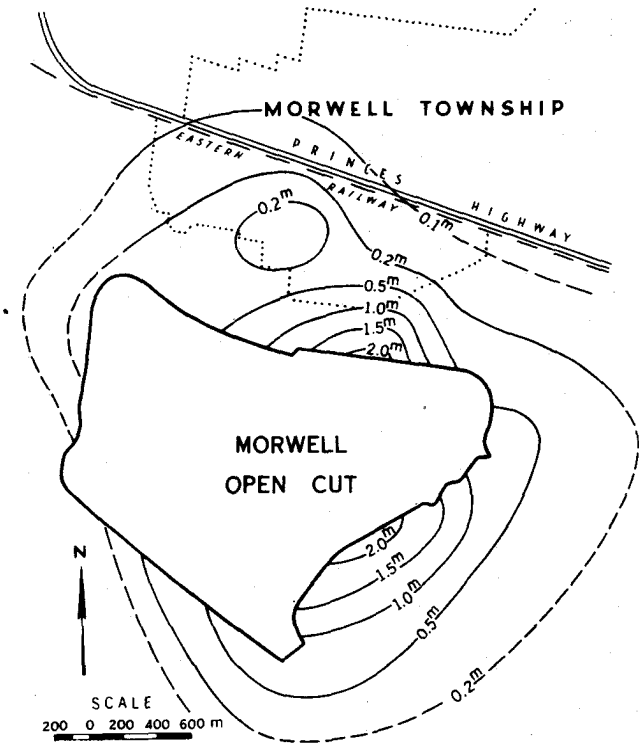 MORWELL TOWNSHIP
EASTERN
RAILWAY
PRINCES
HIGHWAY
0.2m
0.1m
0.2m
0.5m
1.0m
1.5m
2.0m
MORWELL
OPEN CUT
2.0m
1.5m
1.0m
0.5m
0.2m
N
SCALE
200 0 200 400 600 m